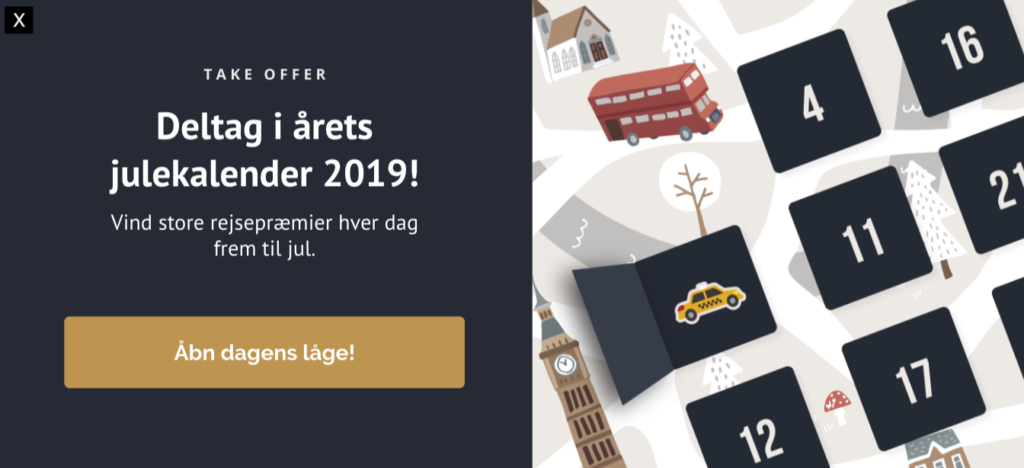 X
TAKE OFFER
Deltag i årets
julekalender 2019!
Vind store rejsepræmier hver dag
frem til jul.
Åbn dagens låge!
16
4
21
11
17
12